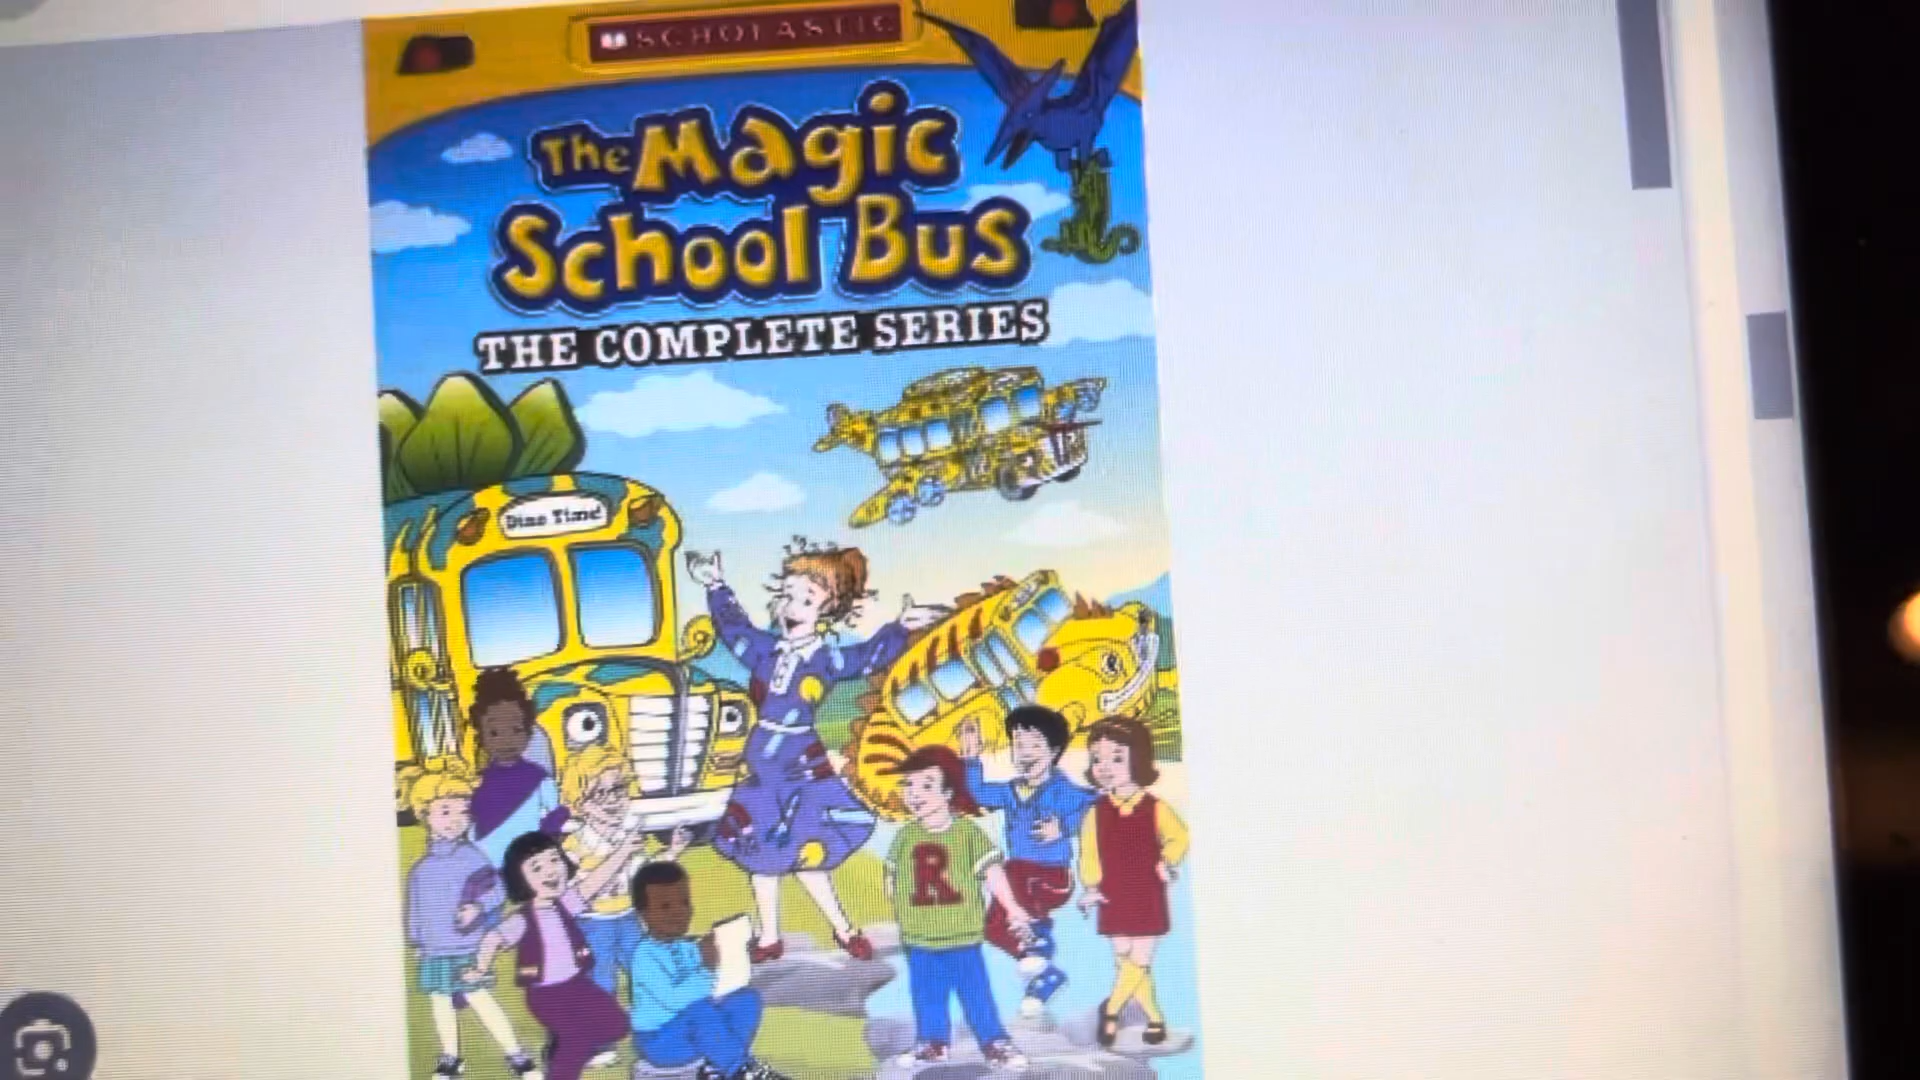 SCHOLASTIC
The Magic
School Bus
THE COMPLETE SERIES
Dino Time!
R